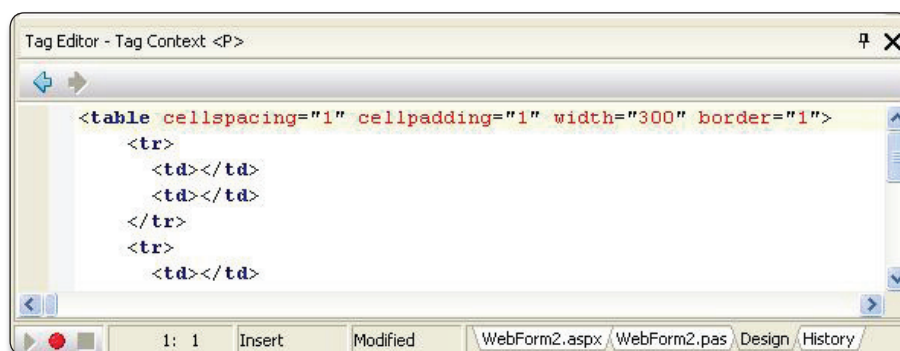 Tag Editor - Tag Context <P>
<table cellspacing="1" cellpadding="1" width="300" border="1">
<tr>
<td></td>
<td></td>
</tr>
<tr>
<td></td>
1: 1 Insert Modified WebForm2.aspx WebForm2.pas Design History